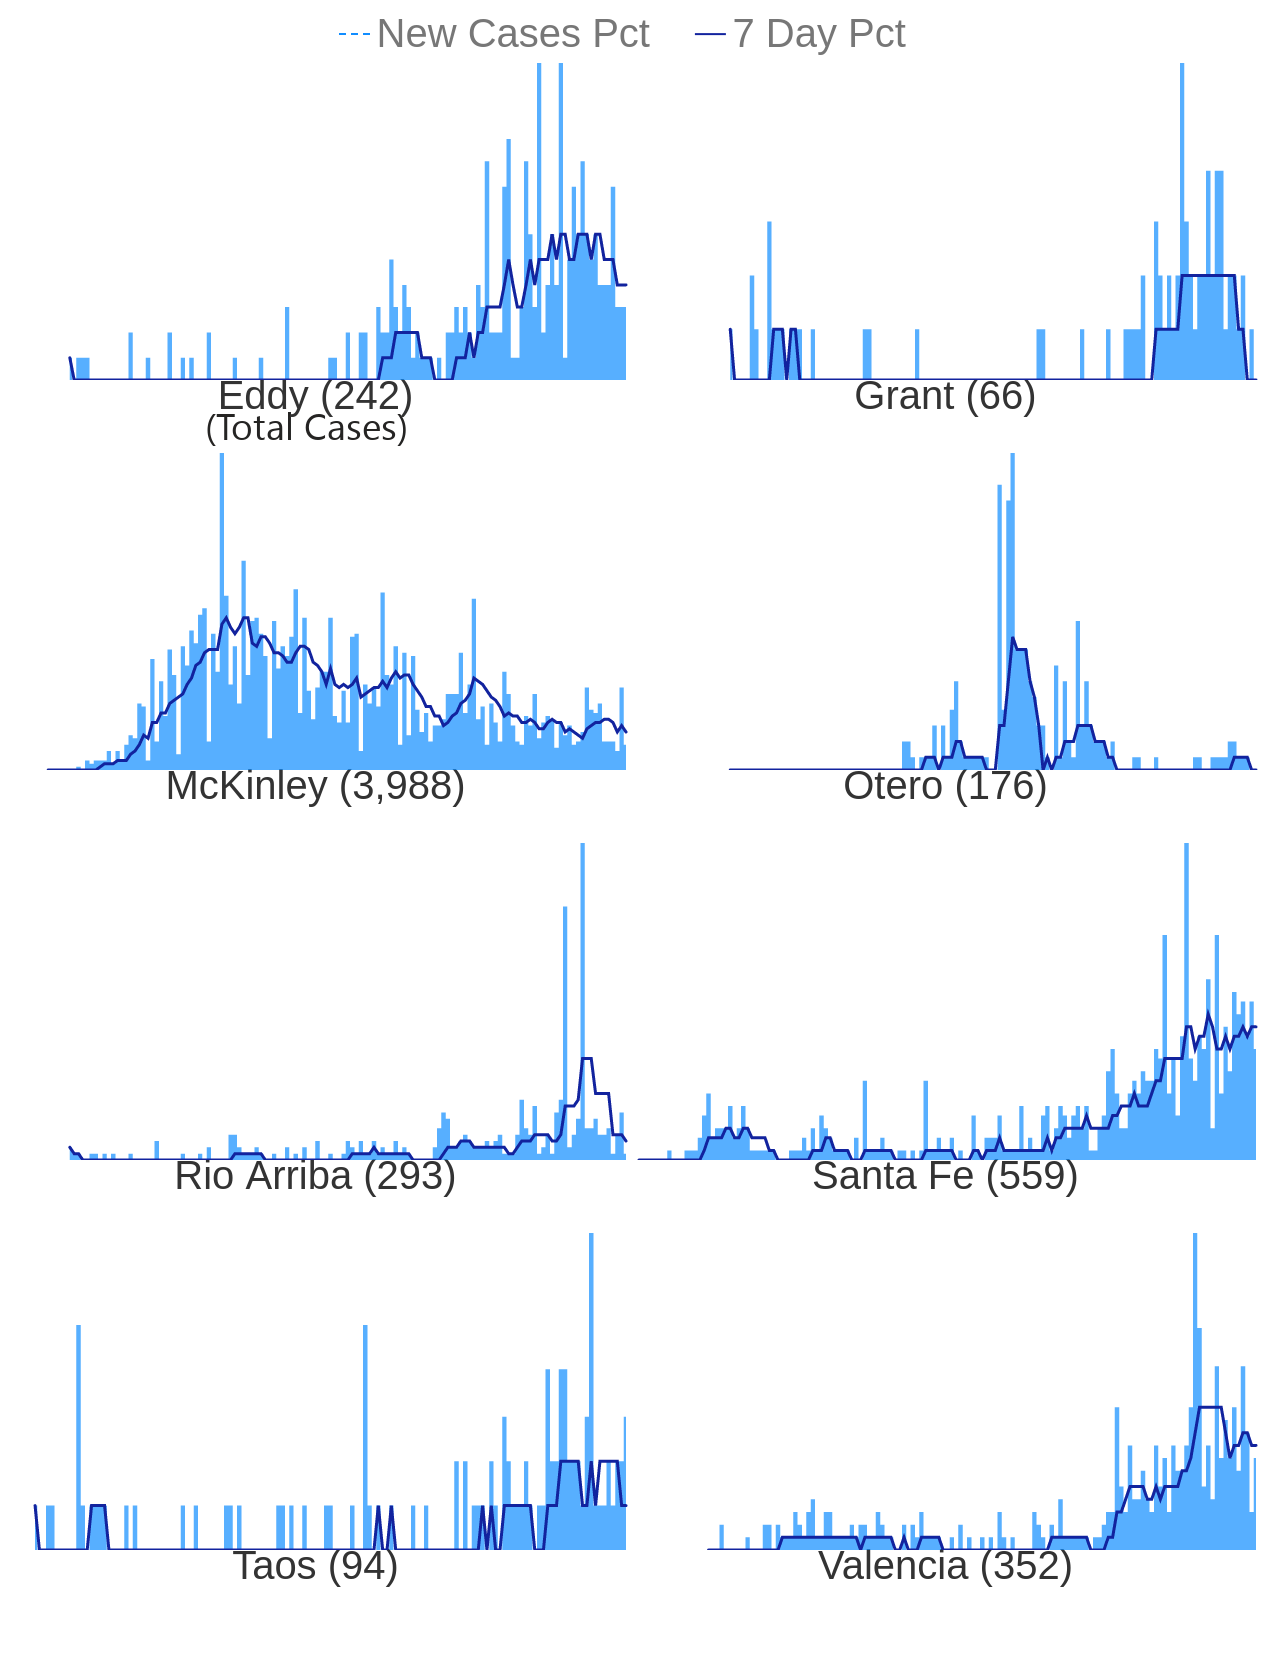 New Cases Pct 7 Day Pct
Eddy (242) Grant (66)
(Total Cases)
McKinley (3,988) Otero (176)
Rio Arriba (293) Santa Fe (559)
Taos (94) Valencia (352)